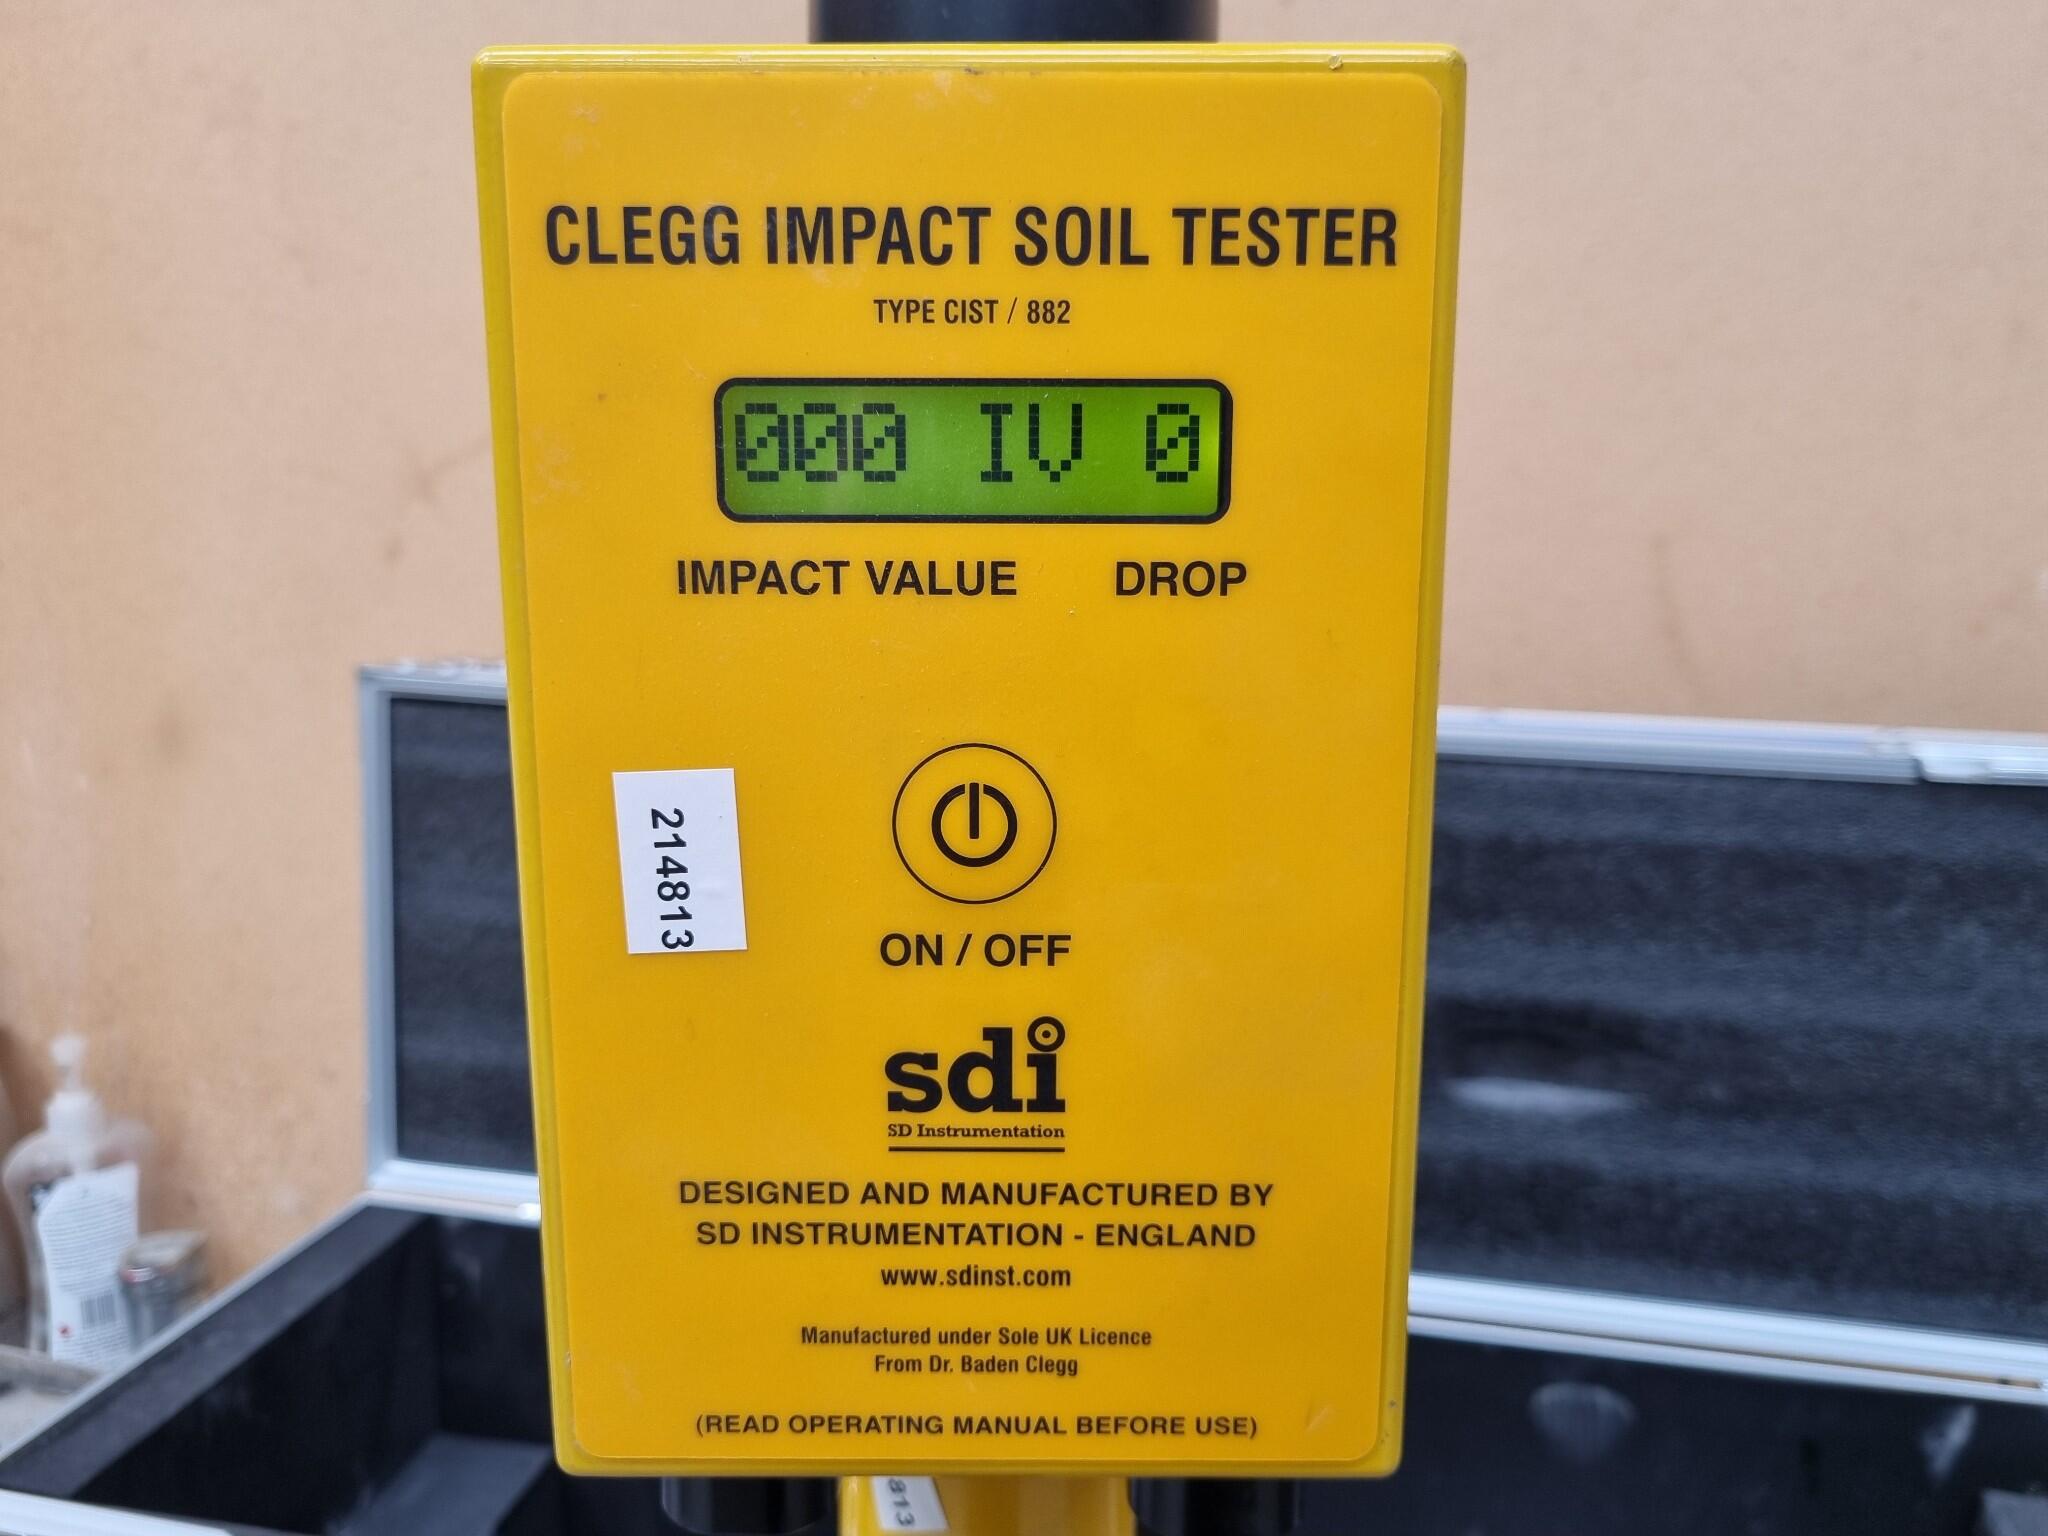 CLEGG IMPACT SOIL TESTER
TYPE CIST / 882
000 IV 0
IMPACT VALUE DROP
214813
ON / OFF
sdi
SD Instrumentation
DESIGNED AND MANUFACTURED BY
SD INSTRUMENTATION - ENGLAND
www.sdinst.com
Manufactured under Sole UK Licence
From Dr. Baden Clegg
(READ OPERATING MANUAL BEFORE USE)
813